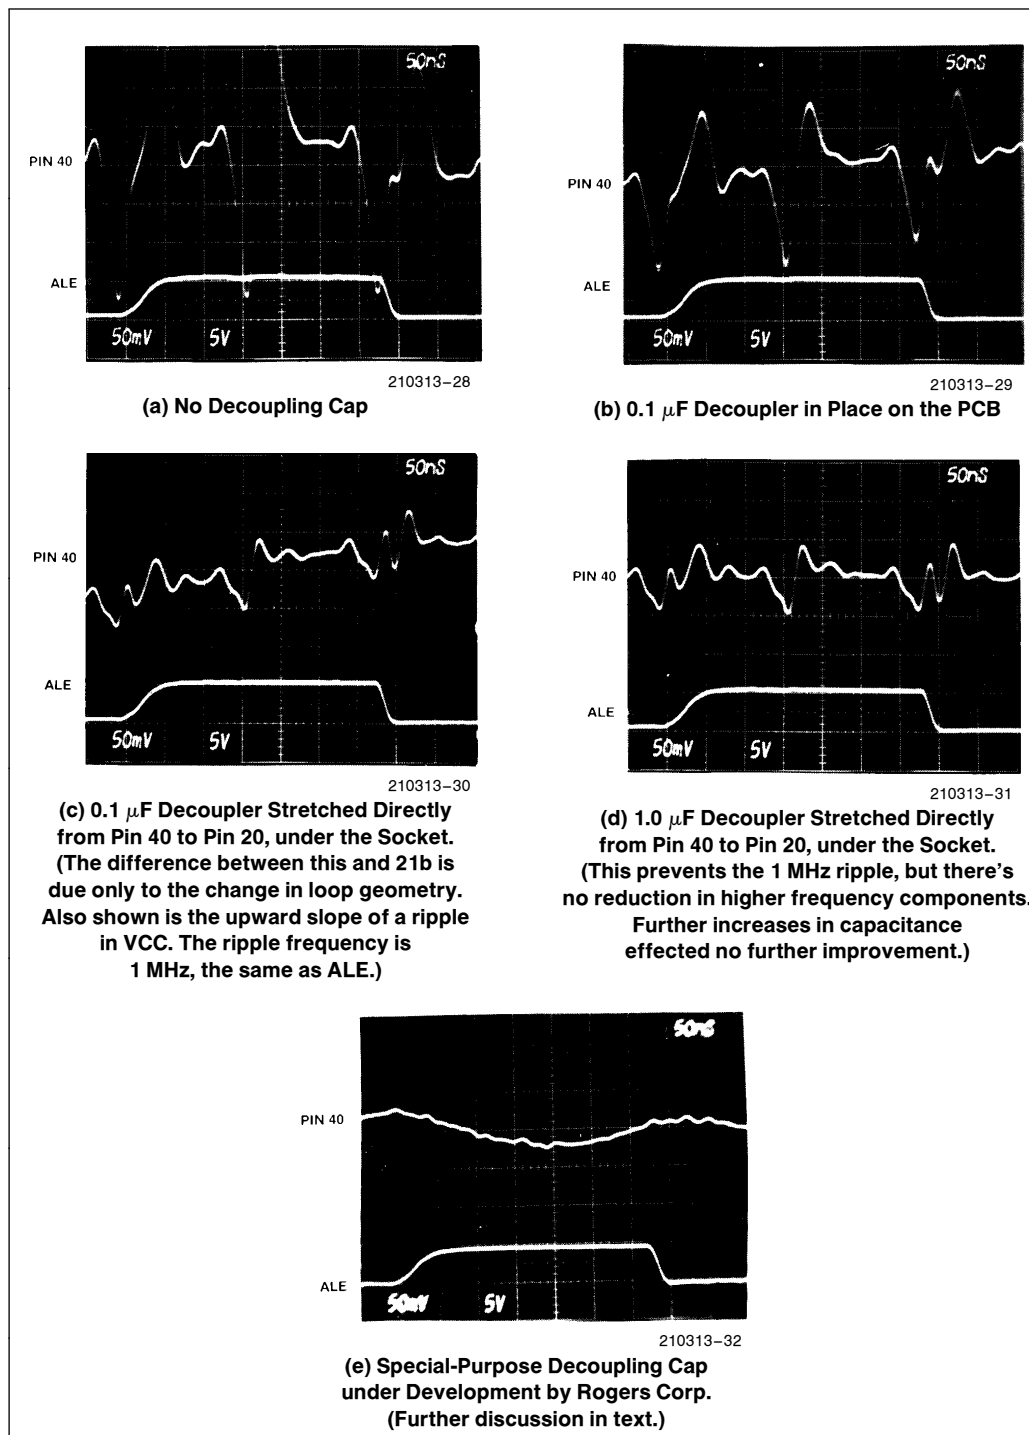 50nS
PIN 40
ALE
50mV 5V
210313–28
(a) No Decoupling Cap
50nS
PIN 40
ALE
50mV 5V
210313–29
(b) 0.1 μF Decoupler in Place on the PCB
50nS
PIN 40
ALE
50mV 5V
210313–30
(c) 0.1 μF Decoupler Stretched Directly
from Pin 40 to Pin 20, under the Socket.
(The difference between this and 21b is
due only to the change in loop geometry.
Also shown is the upward slope of a ripple
in VCC. The ripple frequency is
1 MHz, the same as ALE.)
50nS
PIN 40
ALE
50mV 5V
210313–31
(d) 1.0 μF Decoupler Stretched Directly
from Pin 40 to Pin 20, under the Socket.
(This prevents the 1 MHz ripple, but there's
no reduction in higher frequency components.
Further increases in capacitance
effected no further improvement.)
50nS
PIN 40
ALE
50mV 5V
210313–32
(e) Special-Purpose Decoupling Cap
under Development by Rogers Corp.
(Further discussion in text.)